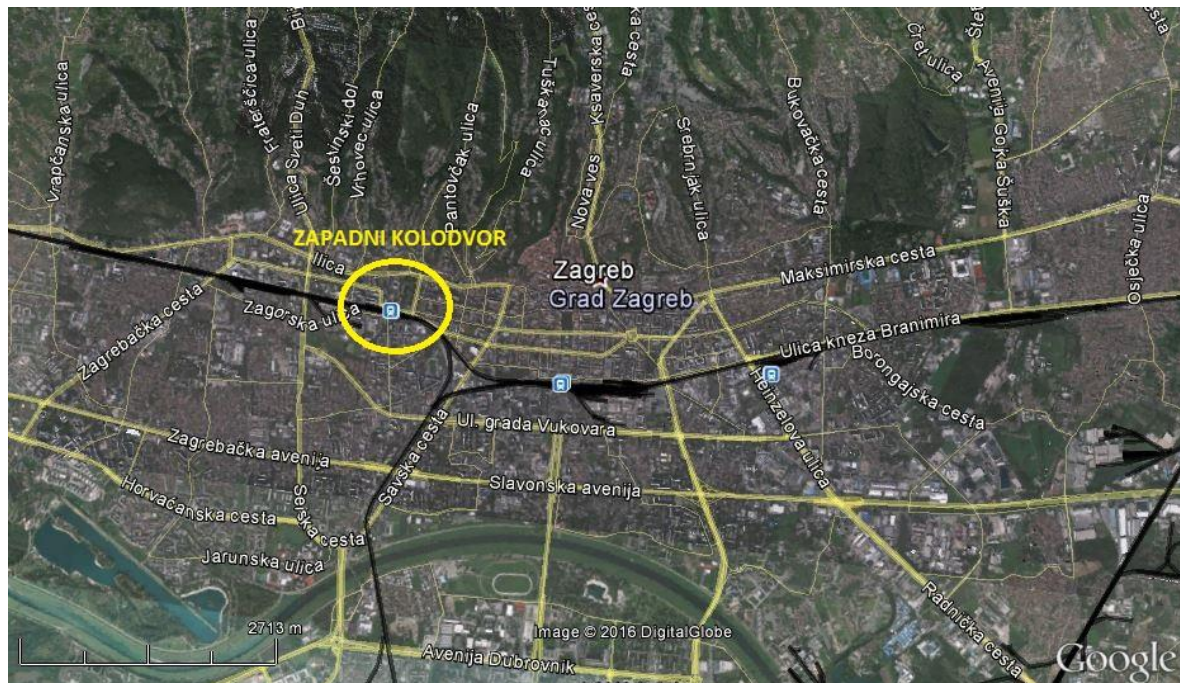 Vrapčanska ulica
Fraterščica ulica
Ulica Sveti Duh
Šestinski dol
Vrhovec ulica
Pantovčak ulica
Tuškanac ulica
Ksaverska cesta
ka cesta
Nova ves
Srebrnjak ulica
Bukovačka cesta
Čret ulica
Avenija Gojka Šuška
Osječka ulica
ZAPADNI KOLODVOR
Ilica
Zagreb
Grad Zagreb
Maksimirska cesta
Zagorska ulica
Zagrebačka cesta
Ulica kneza Branimira
Borongajska cesta
Heinzelova ulica
Ul. grada Vukovara
Savska cesta
Zagrebačka avenija
Slavonska avenija
Horvaćanska cesta
Selska cesta
Jarunska ulica
Radnička cesta
2713 m
Image © 2016 DigitalGlobe
Avenija Dubrovnik
Google